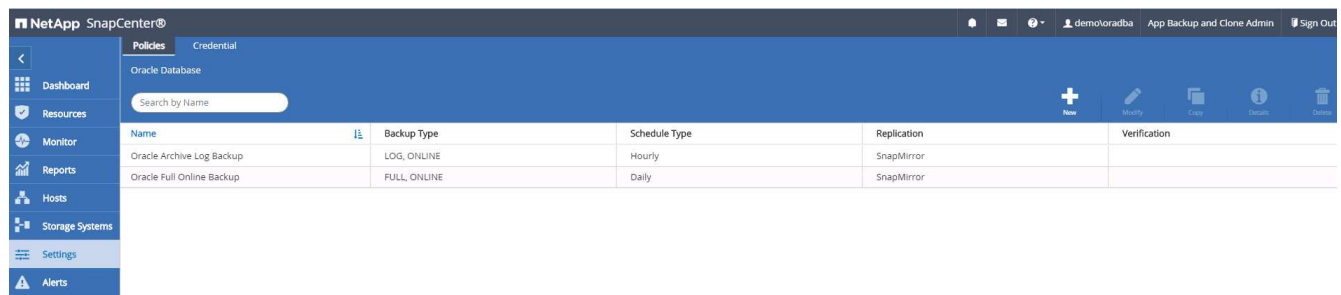 NetApp SnapCenter®
demo\oradba App Backup and Clone Admin Sign Out
Policies Credential
Oracle Database
Search by Name
New Modify Copy Details Delete
Dashboard
Resources
Monitor
Reports
Hosts
Storage Systems
Settings
Alerts
Name Backup Type Schedule Type Replication Verification
Oracle Archive Log Backup LOG, ONLINE Hourly SnapMirror
Oracle Full Online Backup FULL, ONLINE Daily SnapMirror